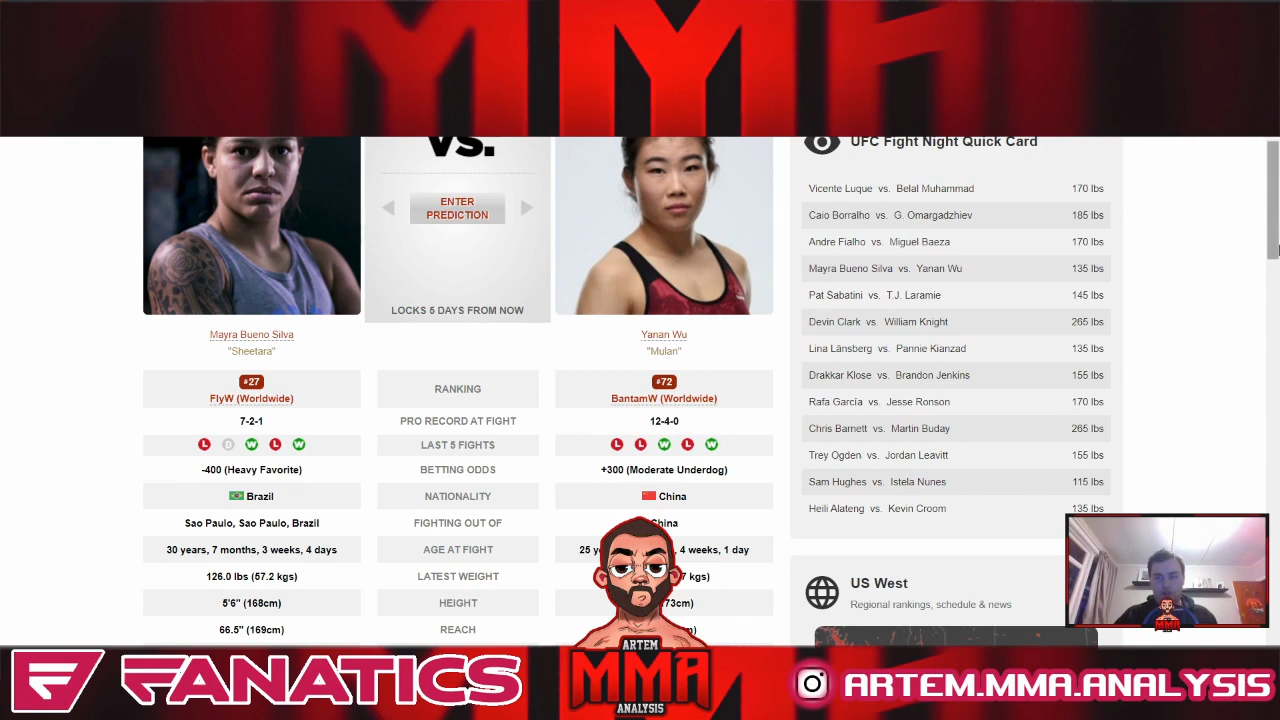 MMA
VS.
ENTER
PREDICTION
LOCKS 5 DAYS FROM NOW
Mayra Bueno Silva
"Sheetara"
Yanan Wu
"Mulan"
#27
FlyW (Worldwide)
RANKING
#72
BantamW (Worldwide)
7-2-1
PRO RECORD AT FIGHT
12-4-0
L D W L W
LAST 5 FIGHTS
L L W L W
-400 (Heavy Favorite)
BETTING ODDS
+300 (Moderate Underdog)
Brazil
NATIONALITY
China
Sao Paulo, Sao Paulo, Brazil
FIGHTING OUT OF
China
30 years, 7 months, 3 weeks, 4 days
AGE AT FIGHT
25 4 weeks, 1 day
126.0 lbs (57.2 kgs)
LATEST WEIGHT
kgs)
5'6" (168cm)
HEIGHT
66.5" (169cm)
REACH
UFC Fight Night Quick Card
Vicente Luque vs. Belal Muhammad 170 lbs
Caio Borralho vs. G. Omargadzhiev 185 lbs
Andre Fialho vs. Miguel Baeza 170 lbs
Mayra Bueno Silva vs. Yanan Wu 135 lbs
Pat Sabatini vs. T.J. Laramie 145 lbs
Devin Clark vs. William Knight 265 lbs
Lina Länsberg vs. Pannie Kianzad 135 lbs
Drakkar Klose vs. Brandon Jenkins 155 lbs
Rafa García vs. Jesse Ronson 170 lbs
Chris Barnett vs. Martin Buday 265 lbs
Trey Ogden vs. Jordan Leavitt 155 lbs
Sam Hughes vs. Istela Nunes 115 lbs
Heili Alateng vs. Kevin Croom 135 lbs
US West
Regional rankings, schedule & news
FANATICS
ARTEM
MMA
ANALYSIS
ARTEM.MMA.ANALYSIS
MMA